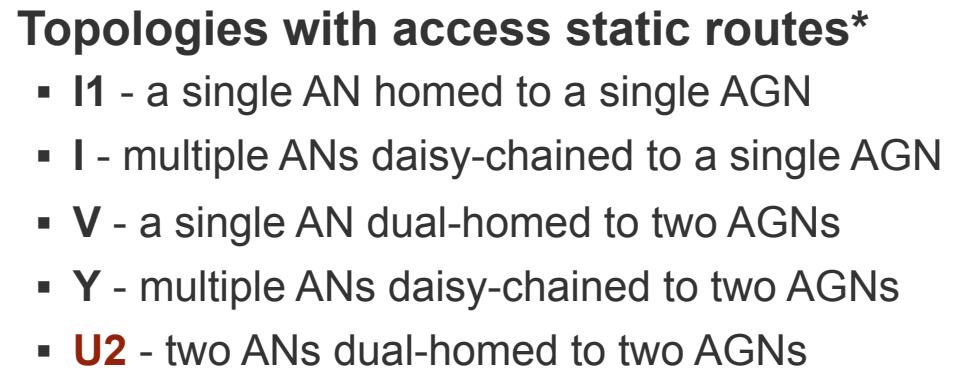 Topologies with access static routes*
▪ I1 - a single AN homed to a single AGN
▪ I - multiple ANs daisy-chained to a single AGN
▪ V - a single AN dual-homed to two AGNs
▪ Y - multiple ANs daisy-chained to two AGNs
▪ U2 - two ANs dual-homed to two AGNs